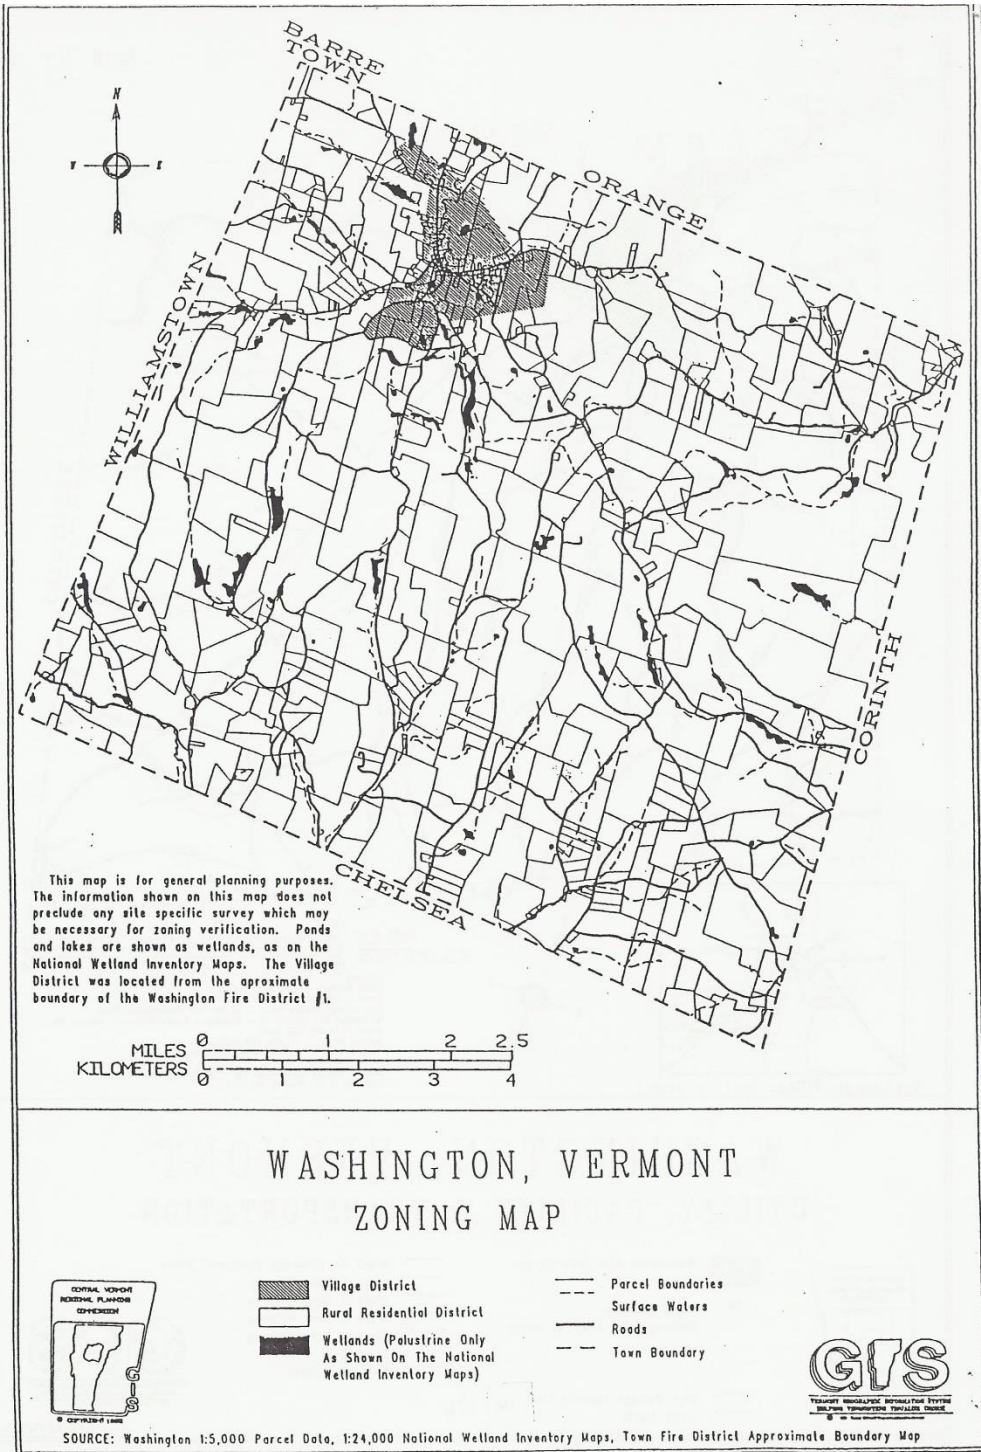 BARRE
TOWN
N
ORANGE
WILLIAMSTOWN
CORINTH
CHELSEA
This map is for general planning purposes.
The information shown on this map does not
preclude any site specific survey which may
be necessary for zoning verification. Ponds
and lakes are shown as wetlands, as on the
National Wetland Inventory Maps. The Village
District was located from the aproximate
boundary of the Washington Fire District #1.
MILES 0 1 2 2.5
KILOMETERS 0 1 2 3 4
WASHINGTON, VERMONT
ZONING MAP
CENTRAL VERMONT
REGIONAL PLANNING
COMMISSION
GIS
© COPYRIGHT
Village District
Rural Residential District
Wetlands (Palustrine Only
As Shown On The National
Wetland Inventory Maps)
Parcel Boundaries
Surface Waters
Roads
Town Boundary
GIS
VERMONT GEOGRAPHIC INFORMATION SYSTEM
SOURCE: Washington 1:5,000 Parcel Data, 1:24,000 National Wetland Inventory Maps, Town Fire District Approximate Boundary Map